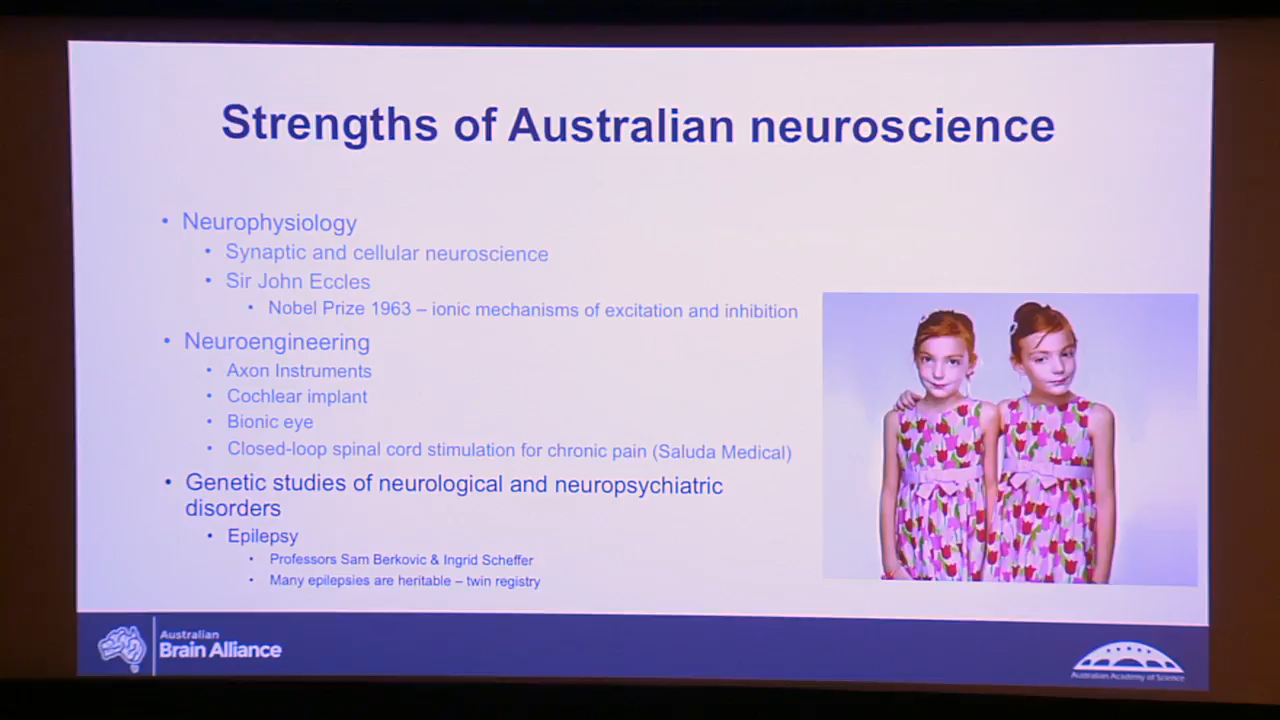 Strengths of Australian neuroscience
• Neurophysiology
• Synaptic and cellular neuroscience
• Sir John Eccles
• Nobel Prize 1963 – ionic mechanisms of excitation and inhibition
• Neuroengineering
• Axon Instruments
• Cochlear implant
• Bionic eye
• Closed-loop spinal cord stimulation for chronic pain (Saluda Medical)
• Genetic studies of neurological and neuropsychiatric
disorders
• Epilepsy
• Professors Sam Berkovic & Ingrid Scheffer
• Many epilepsies are heritable – twin registry
Australian
Brain Alliance
Australian Academy of Science